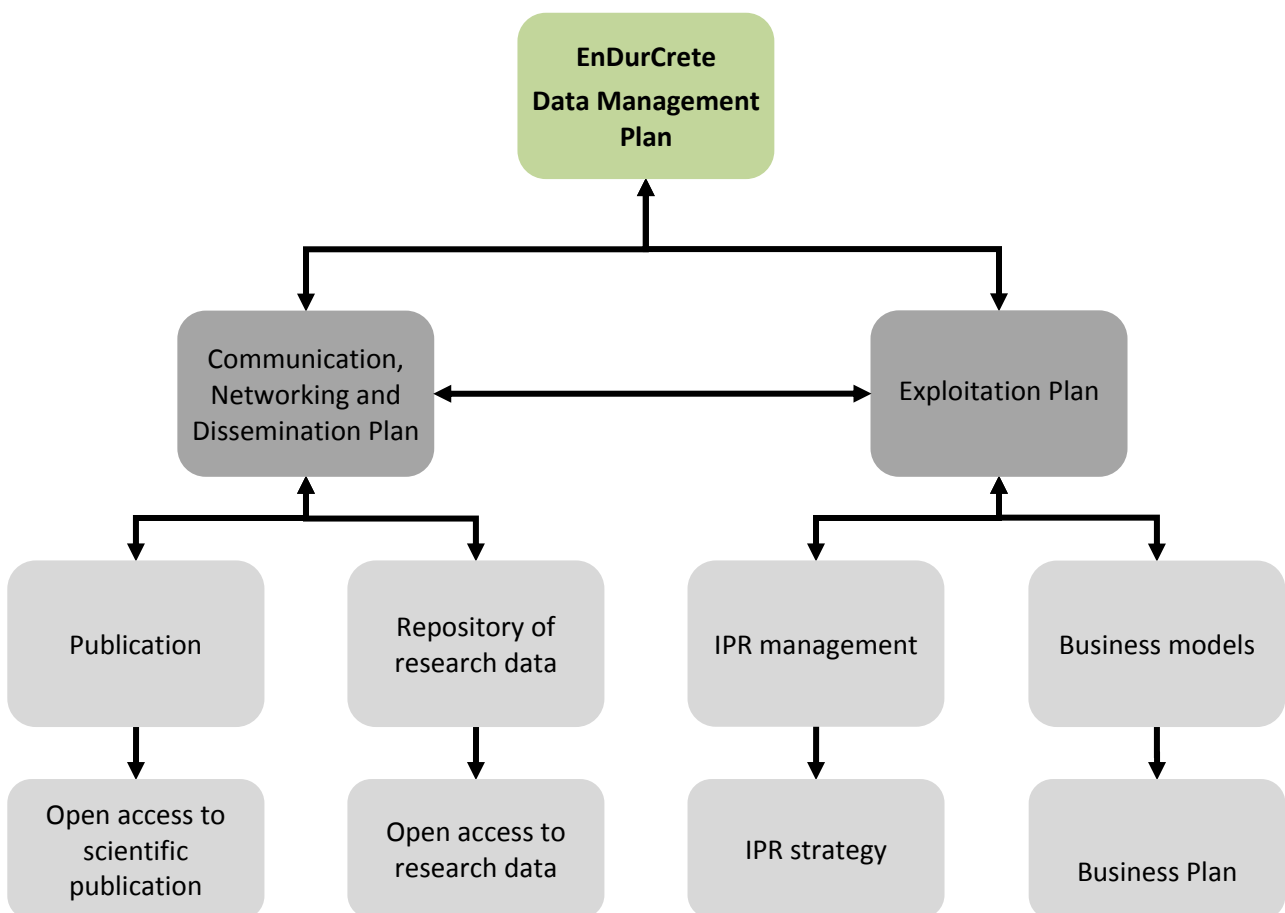 EnDurCrete
Data Management
Plan
Communication,
Networking and
Dissemination Plan
Exploitation Plan
Publication
Repository of
research data
IPR management
Business models
Open access to
scientific
publication
Open access to
research data
IPR strategy
Business Plan